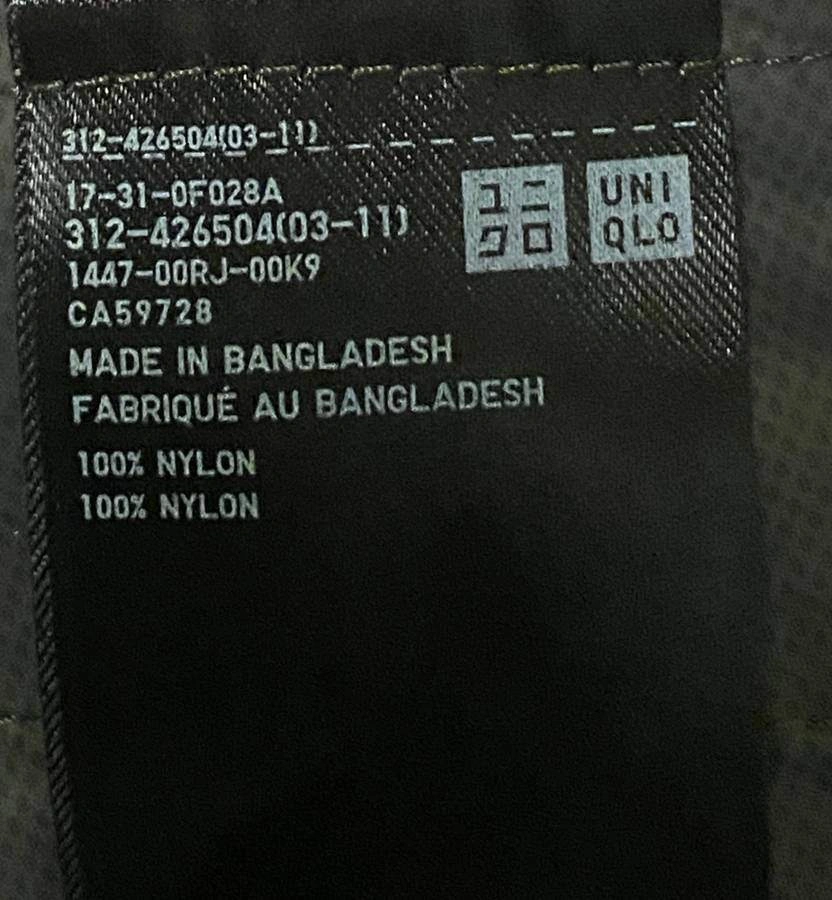 312-426504(03-11)
17-31-0F028A
312-426504(03-11)
1447-00RJ-00K9
CA59728
MADE IN BANGLADESH
FABRIQUÉ AU BANGLADESH
100% NYLON
100% NYLON
ユニ
クロ
UNI
QLO